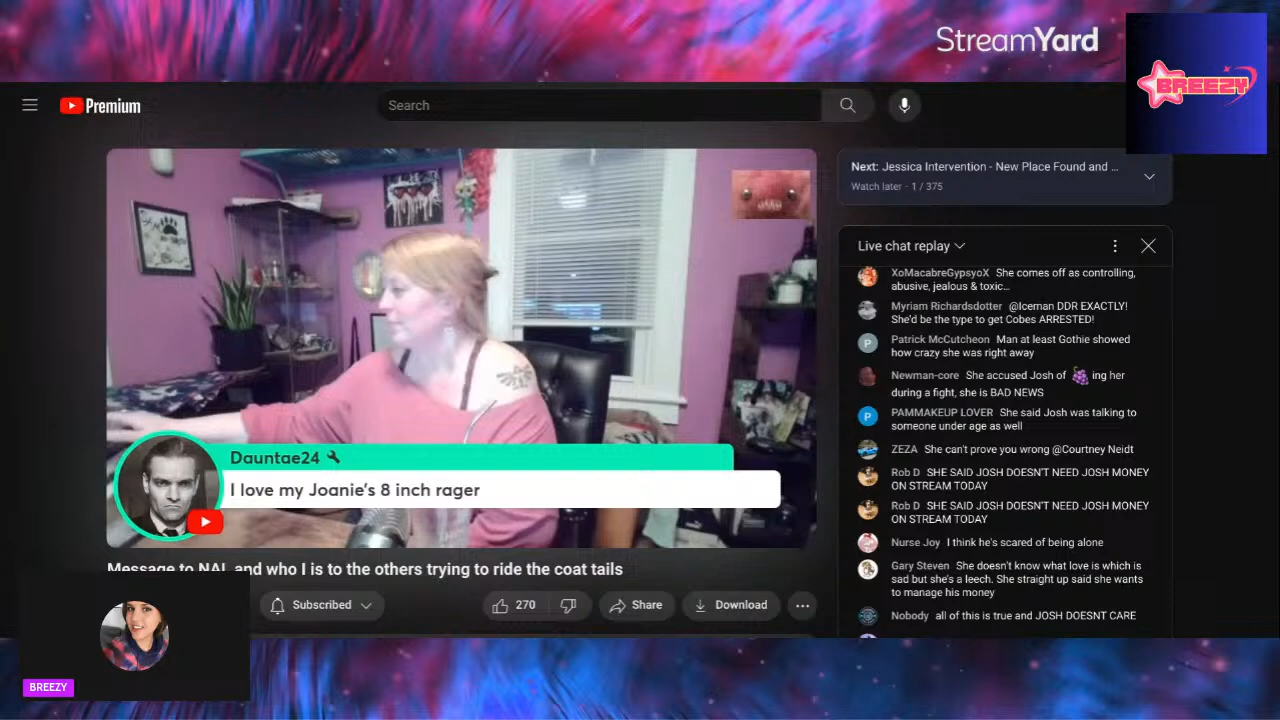 StreamYard
BREEZY
Premium
Search
Next: Jessica Intervention - New Place Found and ...
Watch later · 1 / 375
Live chat replay
XoMacabreGypsyoX She comes off as controlling,
abusive, jealous & toxic...
Myriam Richardsdotter @Iceman DDR EXACTLY!
She'd be the type to get Cobes ARRESTED!
P Patrick McCutcheon Man at least Gothie showed
how crazy she was right away
Newman-core She accused Josh of 🍇 ing her
during a fight, she is BAD NEWS
P PAMMAKEUP LOVER She said Josh was talking to
someone under age as well
ZEZA She can't prove you wrong @Courtney Neidt
Rob D SHE SAID JOSH DOESN'T NEED JOSH MONEY
ON STREAM TODAY
Rob D SHE SAID JOSH DOESN'T NEED JOSH MONEY
ON STREAM TODAY
Nurse Joy I think he's scared of being alone
Gary Steven She doesn't know what love is which is
sad but she's a leech. She straight up said she wants
to manage his money
Nobody all of this is true and JOSH DOESNT CARE
Dauntae24
I love my Joanie's 8 inch rager
Message to NAL and who I is to the others trying to ride the coat tails
Subscribed
270
Share
Download
BREEZY